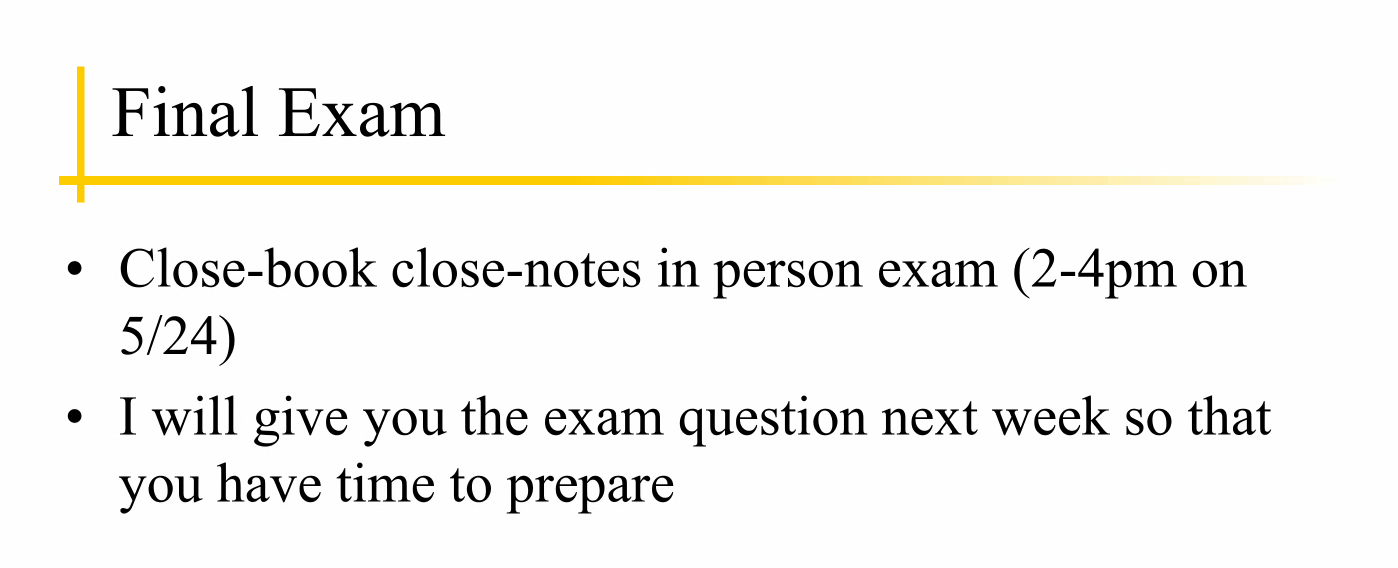 Final Exam
• Close-book close-notes in person exam (2-4pm on
5/24)
• I will give you the exam question next week so that
you have time to prepare